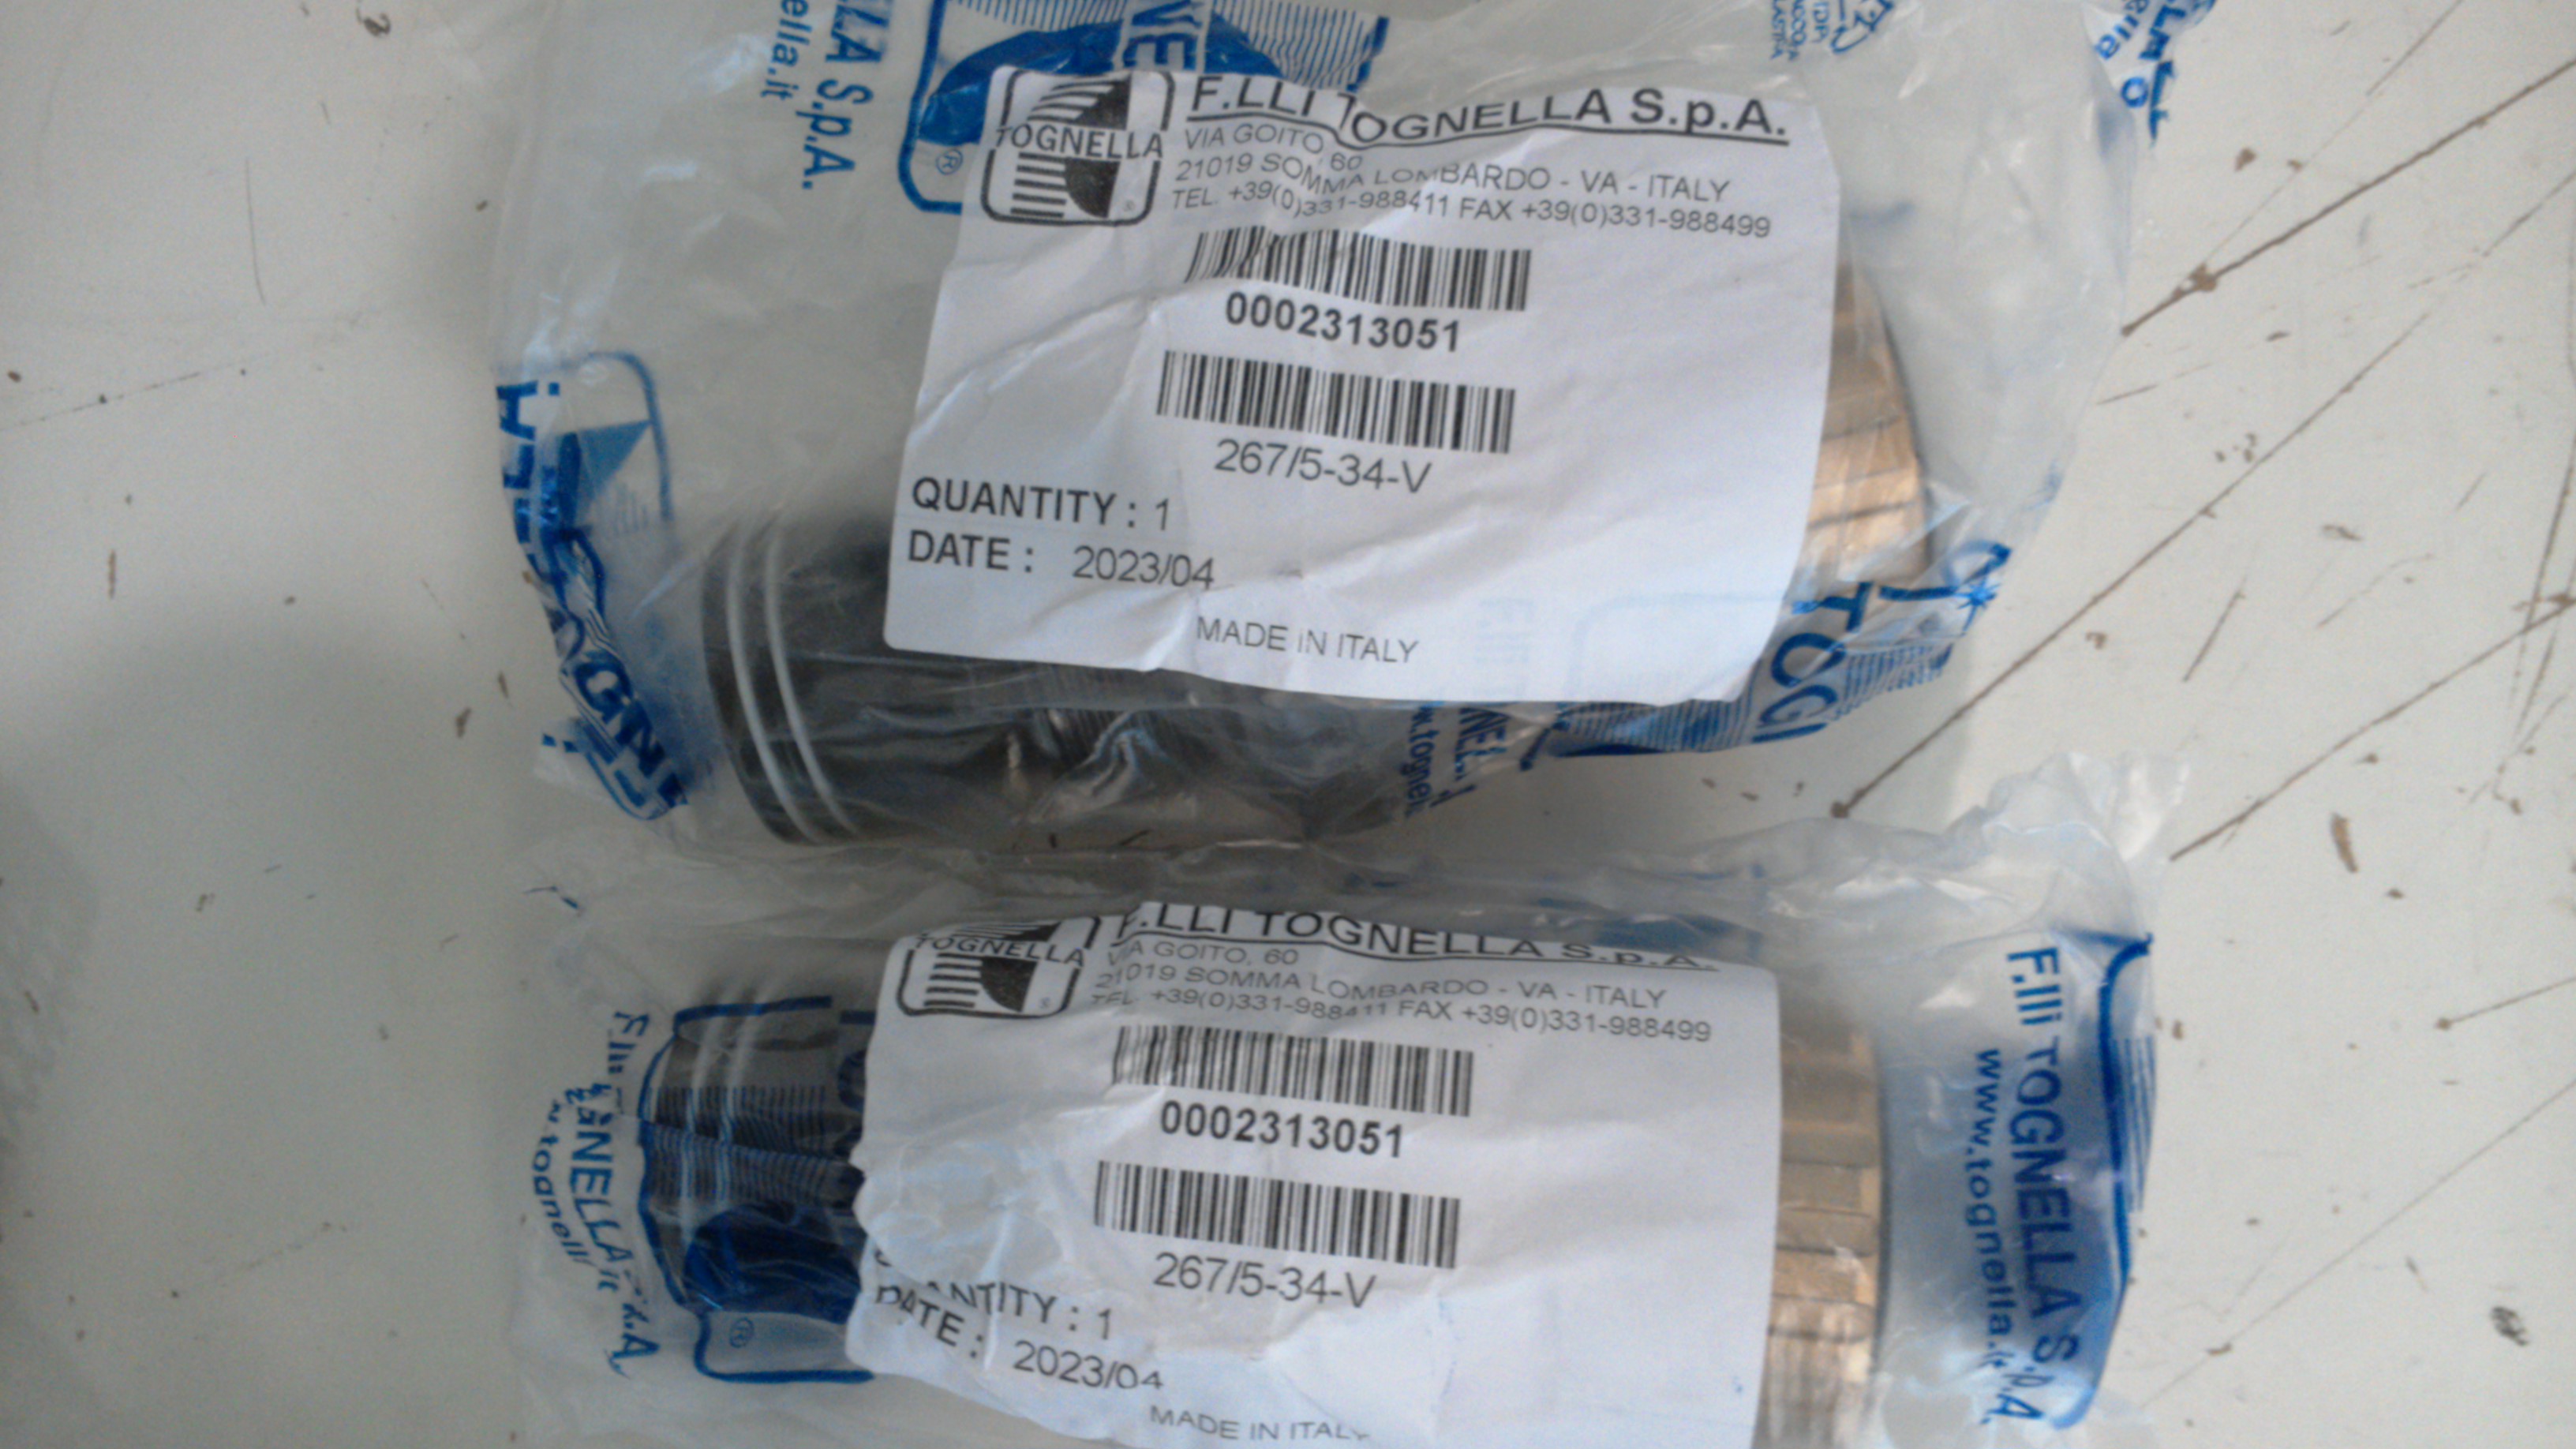 LLA S.p.A.
ella.it
TOGNELLA
F.LLI TOGNELLA S.p.A.
VIA GOITO, 60
21019 SOMMA LOMBARDO - VA - ITALY
TEL. +39(0)331-988411 FAX +39(0)331-988499
0002313051
267/5-34-V
QUANTITY : 1
DATE : 2023/04
MADE IN ITALY
TOGNELLA
F.LLI TOGNELLA S.p.A.
VIA GOITO, 60
21019 SOMMA LOMBARDO - VA - ITALY
TEL. +39(0)331-988411 FAX +39(0)331-988499
0002313051
267/5-34-V
QUANTITY : 1
DATE : 2023/04
MADE IN ITALY
F.lli TOGNELLA S.p.A.
www.tognella.it